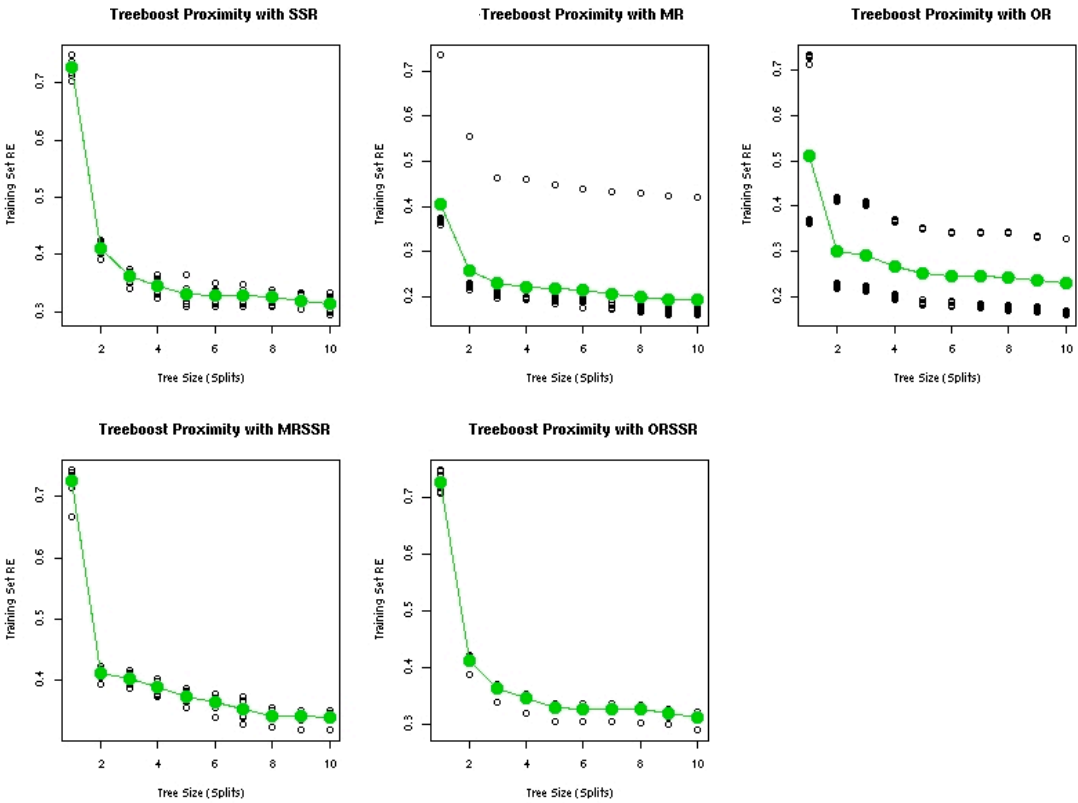 Treeboost Proximity with SSR
Training Set RE
0.7
0.6
0.5
0.4
0.3
2 4 6 8 10
Tree Size (Splits)
Treeboost Proximity with MR
Training Set RE
0.7
0.6
0.5
0.4
0.3
0.2
2 4 6 8 10
Tree Size (Splits)
Treeboost Proximity with OR
Training Set RE
0.7
0.6
0.5
0.4
0.3
0.2
2 4 6 8 10
Tree Size (Splits)
Treeboost Proximity with MRSSR
Training Set RE
0.7
0.6
0.5
0.4
2 4 6 8 10
Tree Size (Splits)
Treeboost Proximity with ORSSR
Training Set RE
0.7
0.6
0.5
0.4
0.3
2 4 6 8 10
Tree Size (Splits)